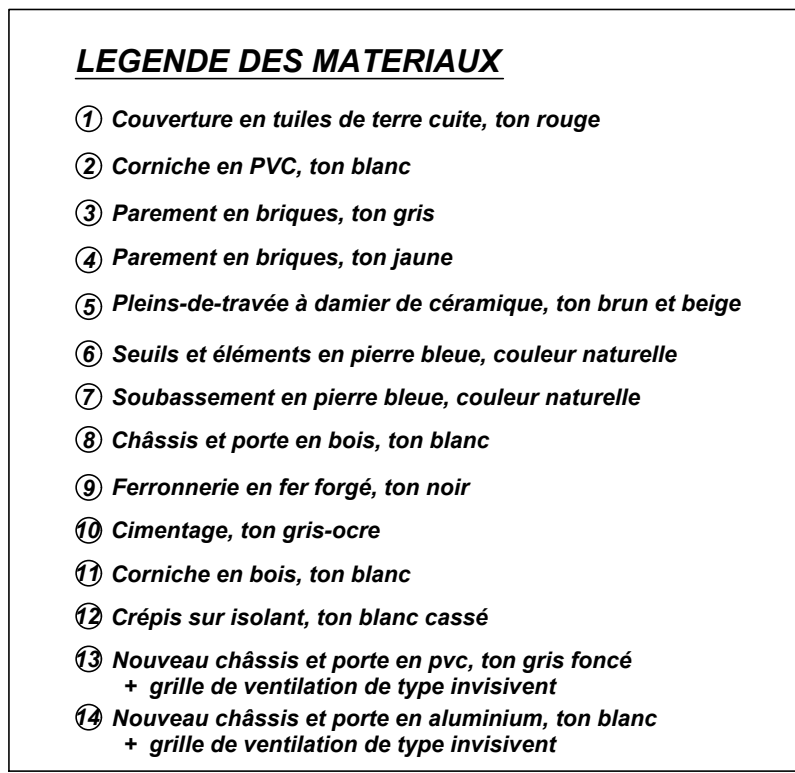 LEGENDE DES MATERIAUX
1 Couverture en tuiles de terre cuite, ton rouge
2 Corniche en PVC, ton blanc
3 Parement en briques, ton gris
4 Parement en briques, ton jaune
5 Pleins-de-travée à damier de céramique, ton brun et beige
6 Seuils et éléments en pierre bleue, couleur naturelle
7 Soubassement en pierre bleue, couleur naturelle
8 Châssis et porte en bois, ton blanc
9 Ferronnerie en fer forgé, ton noir
10 Cimentage, ton gris-ocre
11 Corniche en bois, ton blanc
12 Crépis sur isolant, ton blanc cassé
13 Nouveau châssis et porte en pvc, ton gris foncé
+ grille de ventilation de type invisivent
14 Nouveau châssis et porte en aluminium, ton blanc
+ grille de ventilation de type invisivent